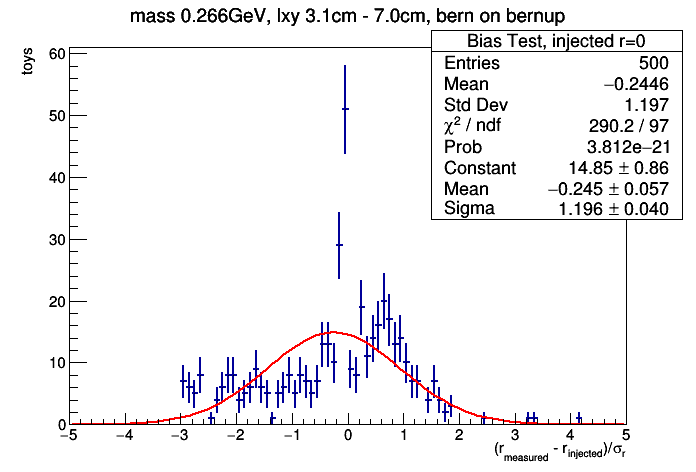 mass 0.266GeV, lxy 3.1cm - 7.0cm, bern on bernup
Bias Test, injected r=0
Entries 500
Mean −0.2446
Std Dev 1.197
χ² / ndf 290.2 / 97
Prob 3.812e−21
Constant 14.85 ± 0.86
Mean −0.245 ± 0.057
Sigma 1.196 ± 0.040
toys
60
50
40
30
20
10
0
−5 −4 −3 −2 −1 0 1 2 3 4 5
(r_measured - r_injected)/σ_r